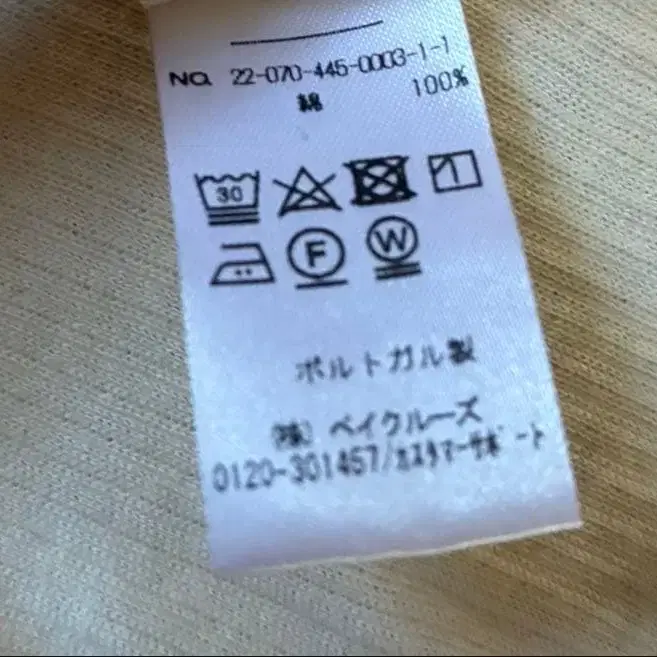 NO. 22-070-445-0003-1-1
綿 100%
30
F W
ポルトガル製
(株) ベイクルーズ
0120-301457/カスタマーサポート